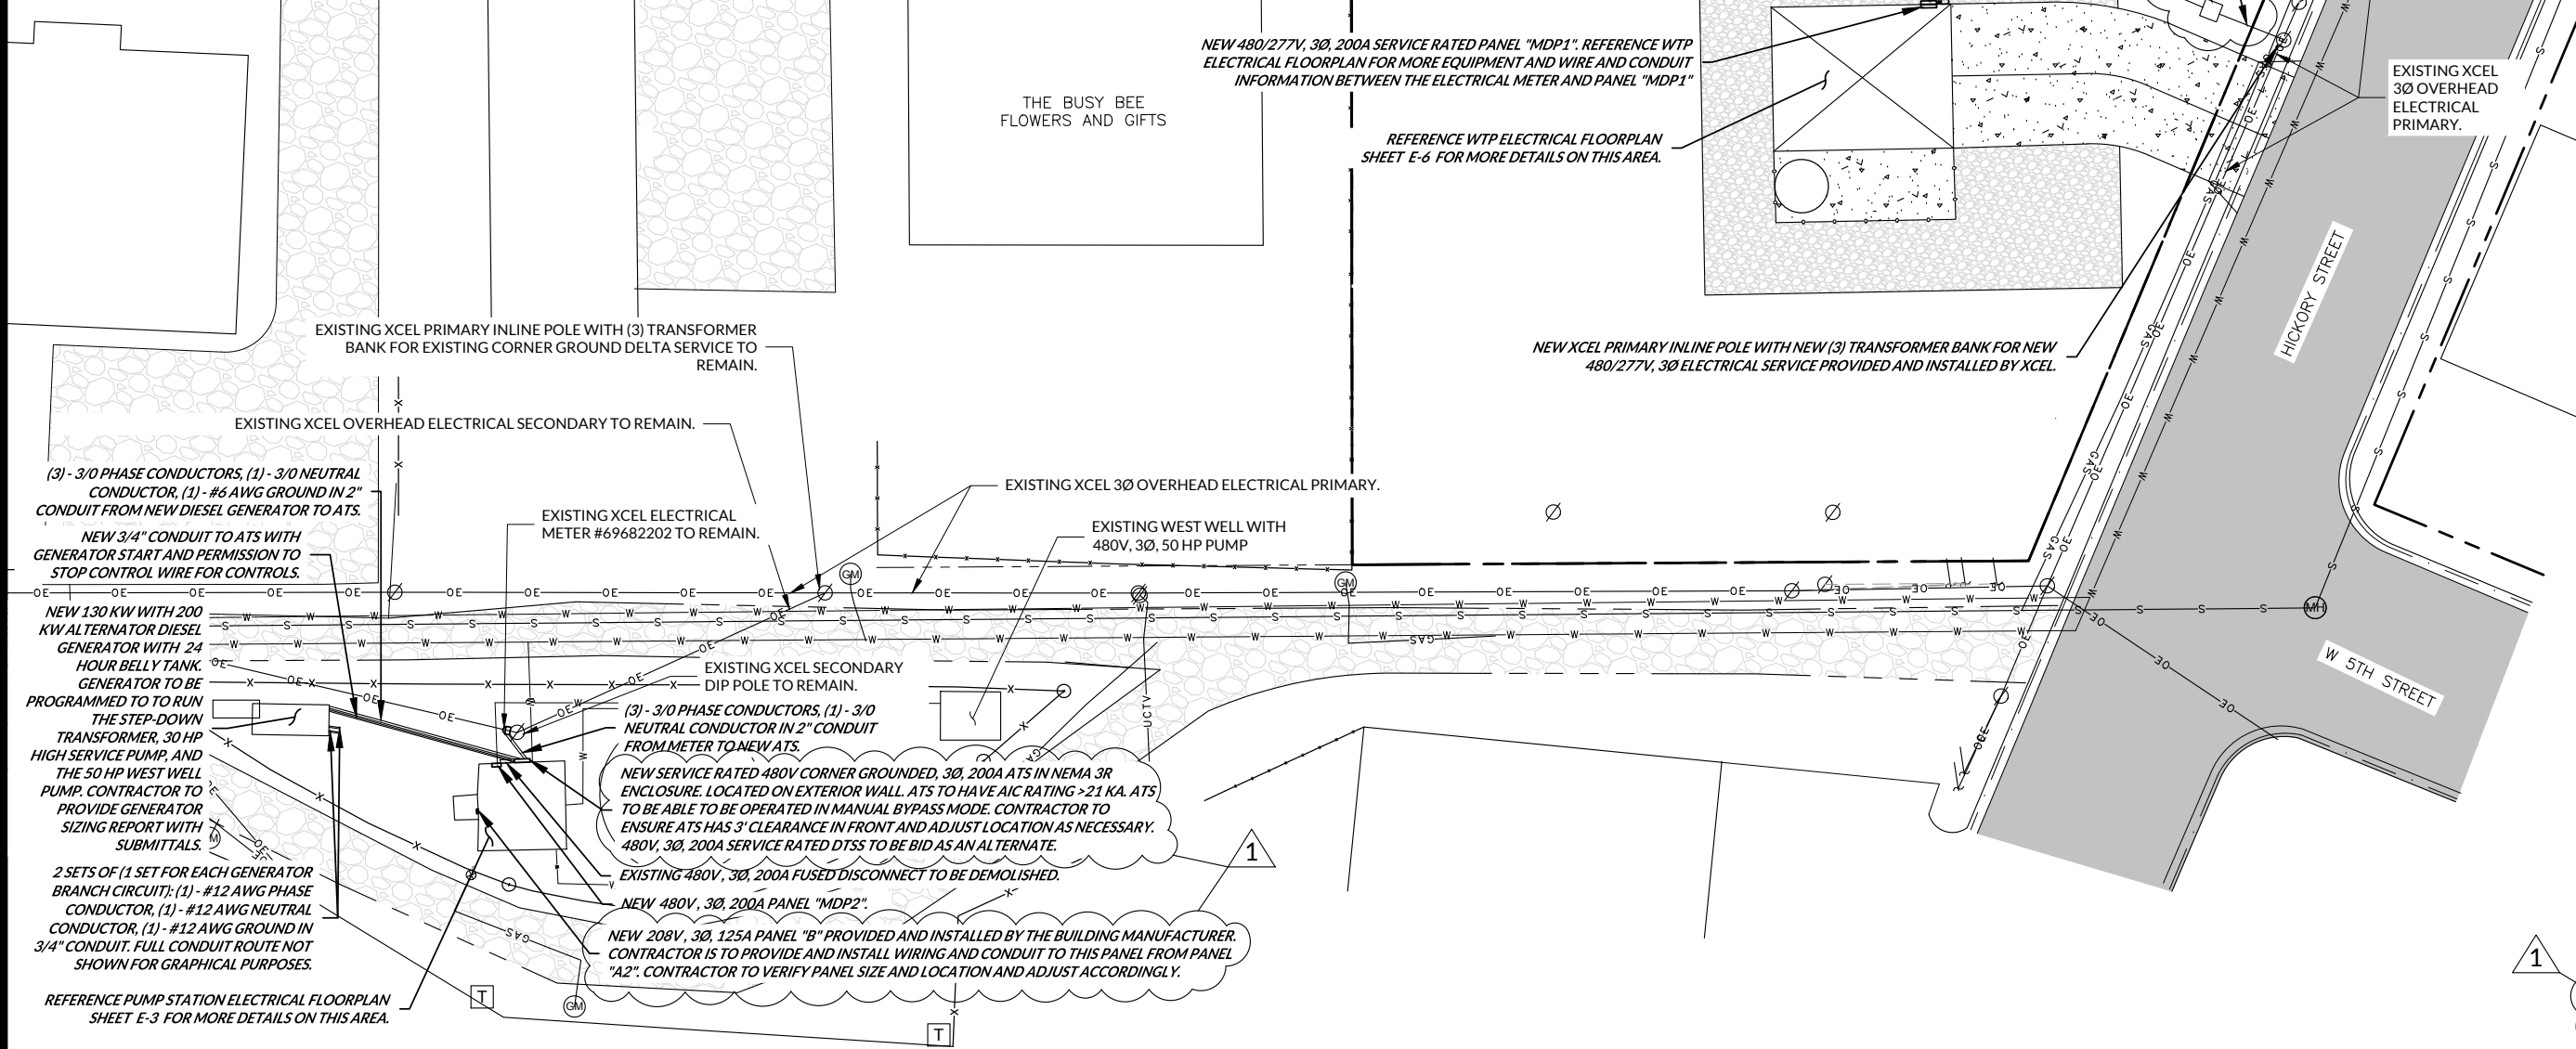 NEW 480/277V, 3Ø, 200A SERVICE RATED PANEL "MDP1". REFERENCE WTP
ELECTRICAL FLOORPLAN FOR MORE EQUIPMENT AND WIRE AND CONDUIT
INFORMATION BETWEEN THE ELECTRICAL METER AND PANEL "MDP1"
EXISTING XCEL
3Ø OVERHEAD
ELECTRICAL
PRIMARY.
THE BUSY BEE
FLOWERS AND GIFTS
REFERENCE WTP ELECTRICAL FLOORPLAN
SHEET E-6 FOR MORE DETAILS ON THIS AREA.
HICKORY STREET
EXISTING XCEL PRIMARY INLINE POLE WITH (3) TRANSFORMER
BANK FOR EXISTING CORNER GROUND DELTA SERVICE TO
REMAIN.
NEW XCEL PRIMARY INLINE POLE WITH NEW (3) TRANSFORMER BANK FOR NEW
480/277V, 3Ø ELECTRICAL SERVICE PROVIDED AND INSTALLED BY XCEL.
EXISTING XCEL OVERHEAD ELECTRICAL SECONDARY TO REMAIN.
(3) - 3/0 PHASE CONDUCTORS, (1) - 3/0 NEUTRAL
CONDUCTOR, (1) - #6 AWG GROUND IN 2"
CONDUIT FROM NEW DIESEL GENERATOR TO ATS.
EXISTING XCEL 3Ø OVERHEAD ELECTRICAL PRIMARY.
EXISTING XCEL ELECTRICAL
METER #69682202 TO REMAIN.
EXISTING WEST WELL WITH
480V, 3Ø, 50 HP PUMP
NEW 3/4" CONDUIT TO ATS WITH
GENERATOR START AND PERMISSION TO
STOP CONTROL WIRE FOR CONTROLS.
GM
GM
MH
NEW 130 KW WITH 200
KW ALTERNATOR DIESEL
GENERATOR WITH 24
HOUR BELLY TANK.
GENERATOR TO BE
PROGRAMMED TO TO RUN
THE STEP-DOWN
TRANSFORMER, 30 HP
HIGH SERVICE PUMP, AND
THE 50 HP WEST WELL
PUMP. CONTRACTOR TO
PROVIDE GENERATOR
SIZING REPORT WITH
SUBMITTALS.
EXISTING XCEL SECONDARY
DIP POLE TO REMAIN.
W 5TH STREET
(3) - 3/0 PHASE CONDUCTORS, (1) - 3/0
NEUTRAL CONDUCTOR IN 2" CONDUIT
FROM METER TO NEW ATS.
UCTV
NEW SERVICE RATED 480V CORNER GROUNDED, 3Ø, 200A ATS IN NEMA 3R
ENCLOSURE. LOCATED ON EXTERIOR WALL. ATS TO HAVE AIC RATING >21 KA. ATS
TO BE ABLE TO BE OPERATED IN MANUAL BYPASS MODE. CONTRACTOR TO
ENSURE ATS HAS 3' CLEARANCE IN FRONT AND ADJUST LOCATION AS NECESSARY.
480V, 3Ø, 200A SERVICE RATED DTSS TO BE BID AS AN ALTERNATE.
1
EXISTING 480V, 3Ø, 200A FUSED DISCONNECT TO BE DEMOLISHED.
NEW 480V, 3Ø, 200A PANEL "MDP2".
2 SETS OF (1 SET FOR EACH GENERATOR
BRANCH CIRCUIT): (1) - #12 AWG PHASE
CONDUCTOR, (1) - #12 AWG NEUTRAL
CONDUCTOR, (1) - #12 AWG GROUND IN
3/4" CONDUIT. FULL CONDUIT ROUTE NOT
SHOWN FOR GRAPHICAL PURPOSES.
GAS
NEW 208V, 3Ø, 125A PANEL "B" PROVIDED AND INSTALLED BY THE BUILDING MANUFACTURER.
CONTRACTOR IS TO PROVIDE AND INSTALL WIRING AND CONDUIT TO THIS PANEL FROM PANEL
"A2". CONTRACTOR TO VERIFY PANEL SIZE AND LOCATION AND ADJUST ACCORDINGLY.
1
REFERENCE PUMP STATION ELECTRICAL FLOORPLAN
SHEET E-3 FOR MORE DETAILS ON THIS AREA.
T
GM
T